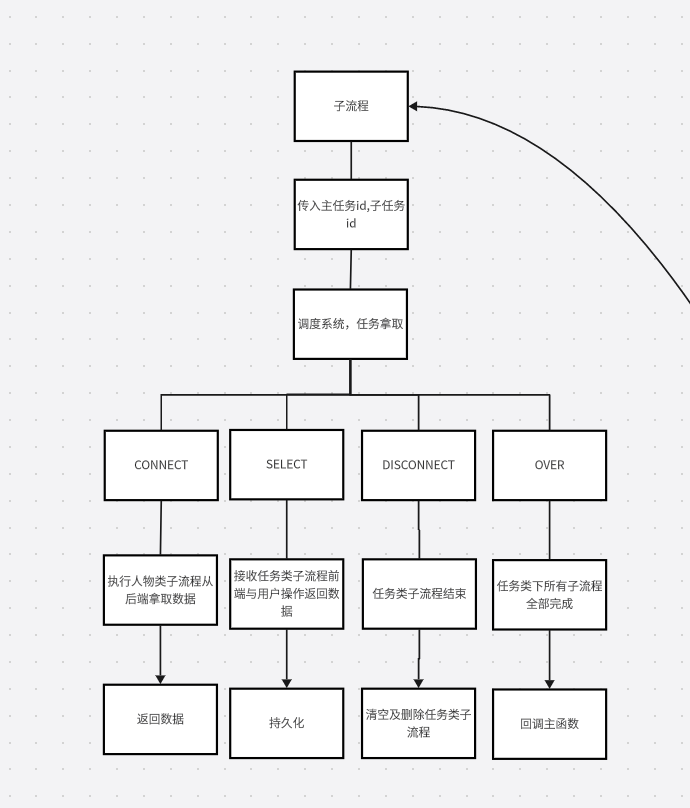 子流程
传入主任务id,子任务
id
调度系统，任务拿取
CONNECT
SELECT
DISCONNECT
OVER
执行人物类子流程从
后端拿取数据
接收任务类子流程前
端与用户操作返回数
据
任务类子流程结束
任务类下所有子流程
全部完成
返回数据
持久化
清空及删除任务类子
流程
回调主函数